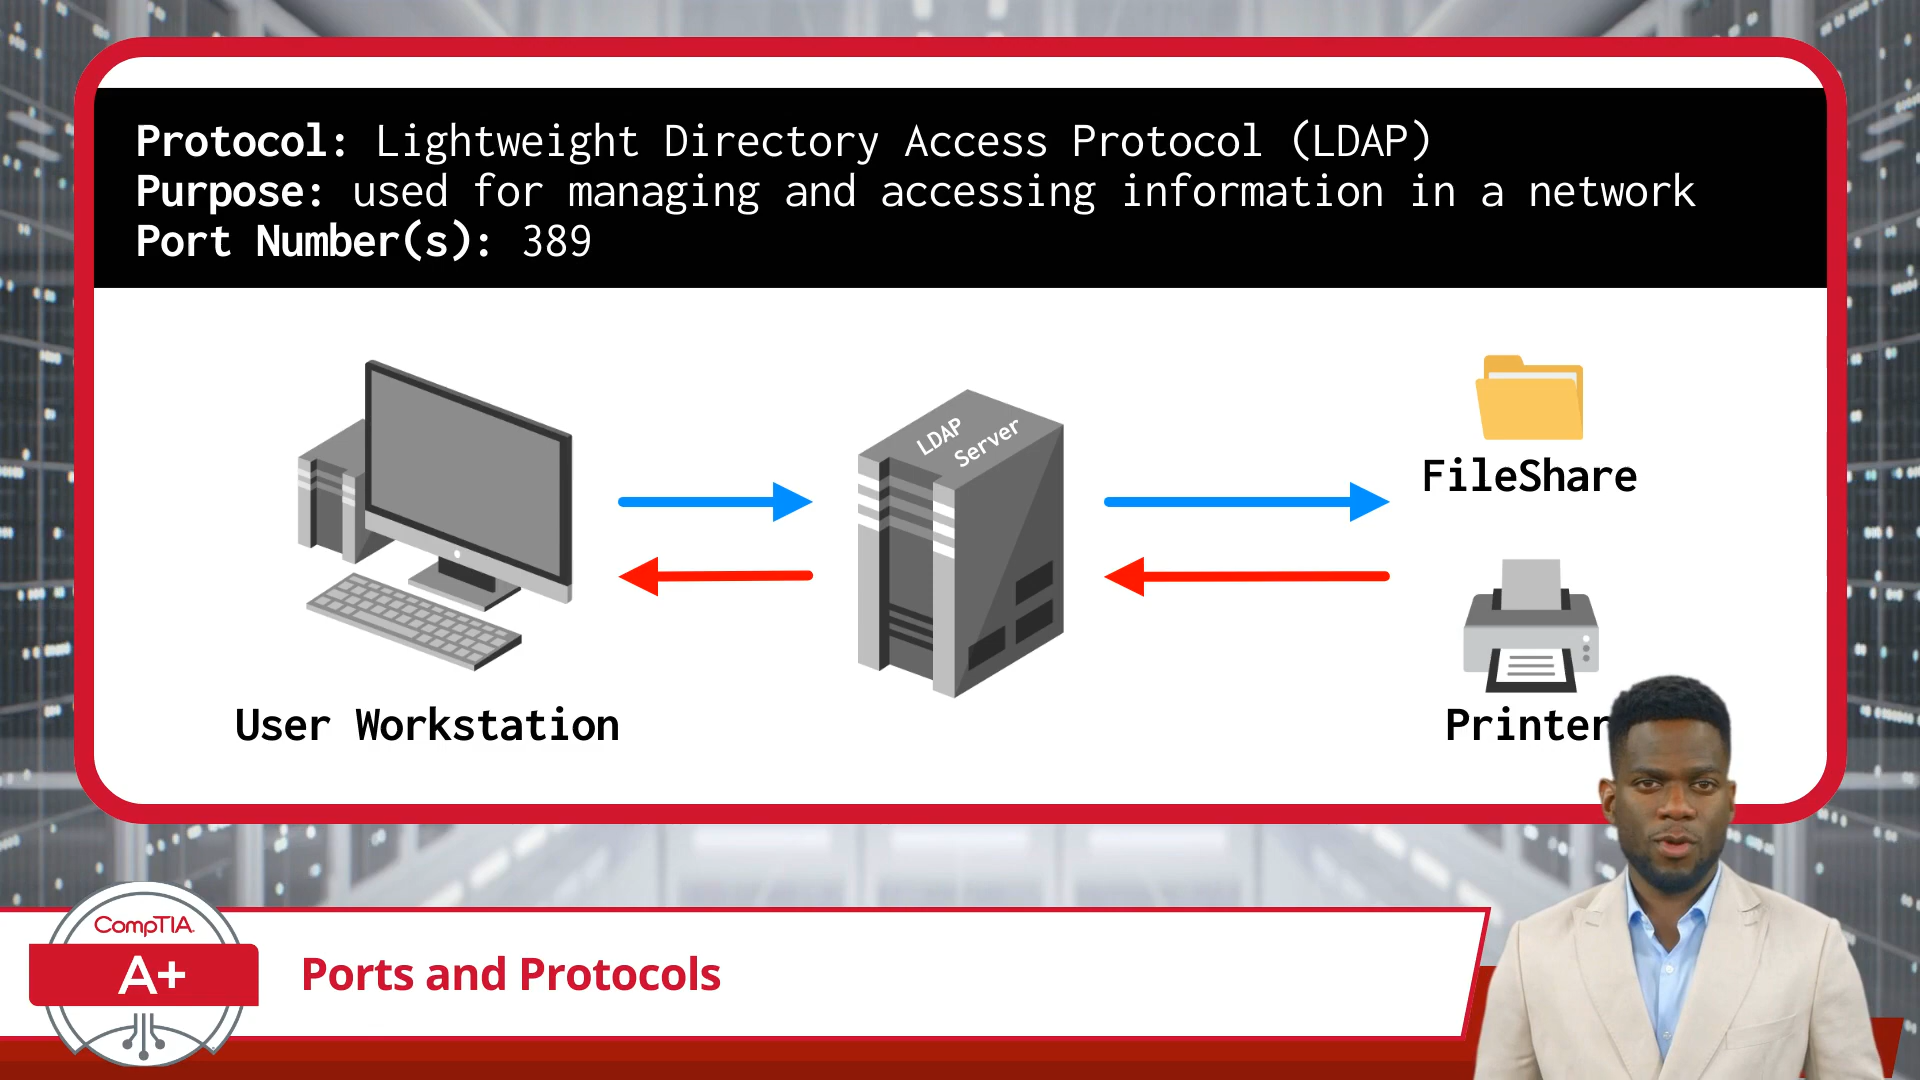 Protocol: Lightweight Directory Access Protocol (LDAP)
Purpose: used for managing and accessing information in a network
Port Number(s): 389
LDAP
Server
FileShare
User Workstation
Printer
CompTIA
A+
Ports and Protocols